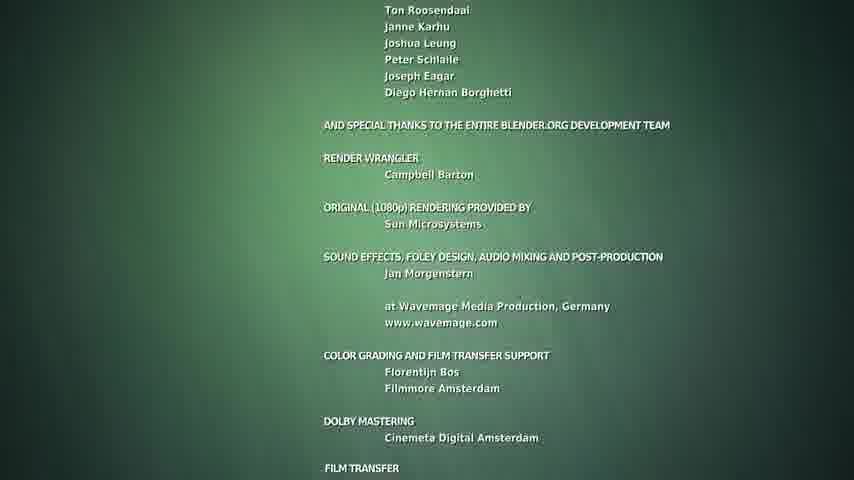 Ton Roosendaal
Janne Karhu
Joshua Leung
Peter Schlaile
Joseph Eagar
Diego Hernan Borghetti
AND SPECIAL THANKS TO THE ENTIRE BLENDER.ORG DEVELOPMENT TEAM
RENDER WRANGLER
Campbell Barton
ORIGINAL (1080p) RENDERING PROVIDED BY
Sun Microsystems
SOUND EFFECTS, FOLEY DESIGN, AUDIO MIXING AND POST-PRODUCTION
Jan Morgenstern
at Wavemage Media Production, Germany
www.wavemage.com
COLOR GRADING AND FILM TRANSFER SUPPORT
Florentijn Bos
Filmmore Amsterdam
DOLBY MASTERING
Cinemeta Digital Amsterdam
FILM TRANSFER